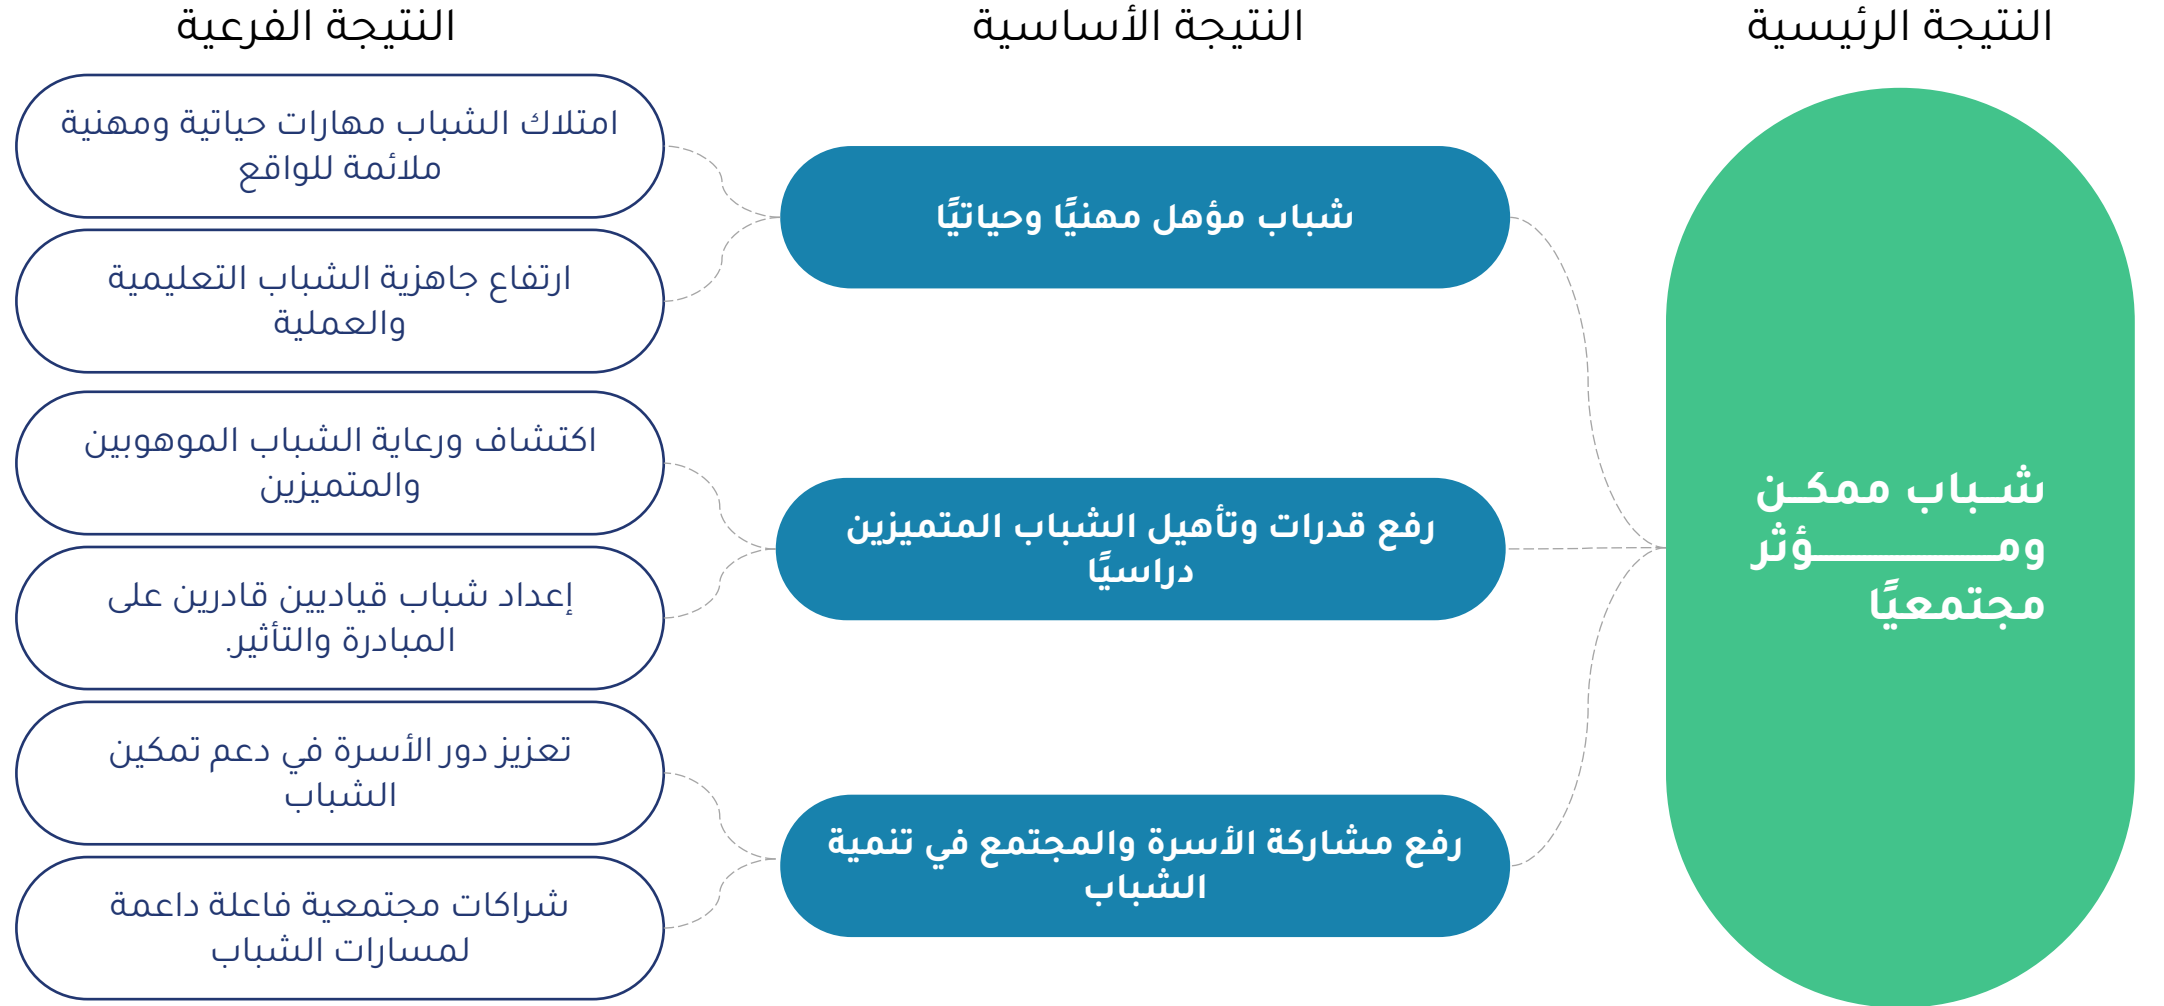 النتيجة الرئيسية
النتيجة الأساسية
النتيجة الفرعية
شــباب ممكــن
ومــــــــــــؤثر
مجتمعيًا
شباب مؤهل مهنيًا وحياتيًا
امتلاك الشباب مهارات حياتية ومهنية
ملائمة للواقع
ارتفاع جاهزية الشباب التعليمية
والعملية
رفع قدرات وتأهيل الشباب المتميزين
دراسيًا
اكتشاف ورعاية الشباب الموهوبين
والمتميزين
إعداد شباب قياديين قادرين على
المبادرة والتأثير.
رفع مشاركة الأسرة والمجتمع في تنمية
الشباب
تعزيز دور الأسرة في دعم تمكين
الشباب
شراكات مجتمعية فاعلة داعمة
لمسارات الشباب